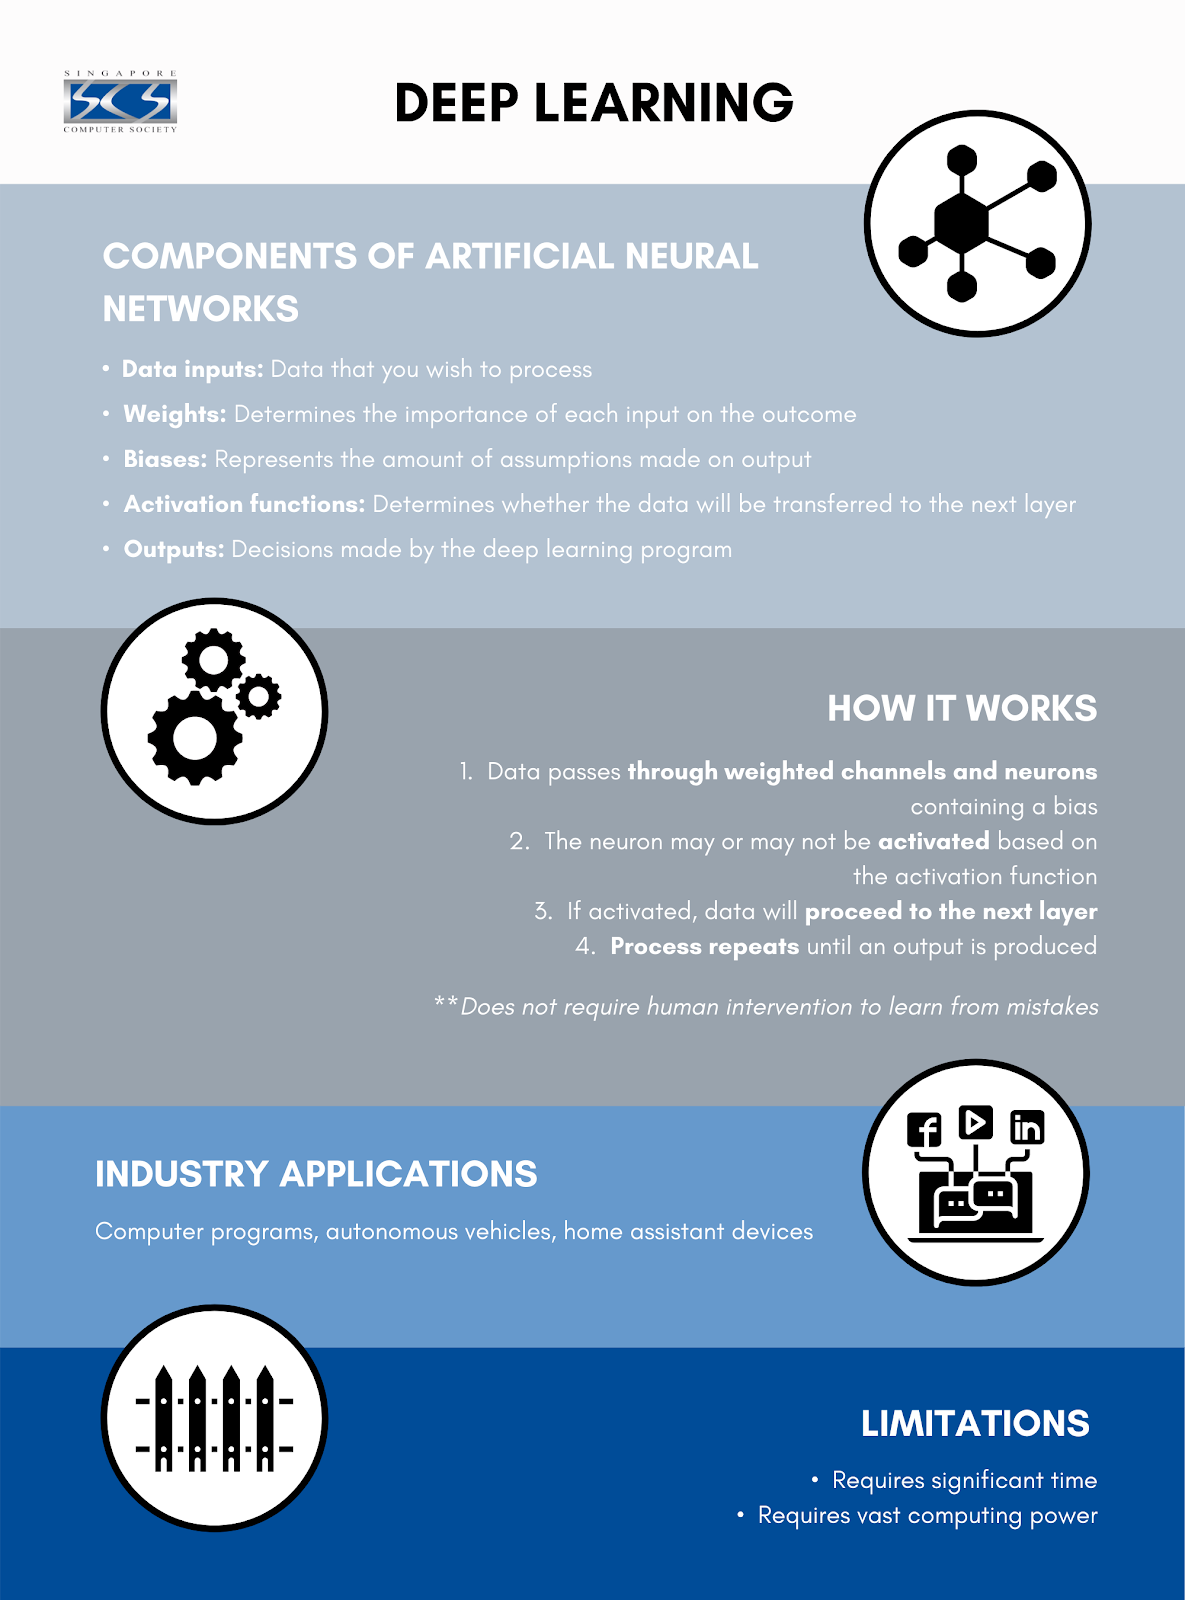 SINGAPORE
SCS
COMPUTER SOCIETY
DEEP LEARNING
COMPONENTS OF ARTIFICIAL NEURAL
NETWORKS
• Data inputs: Data that you wish to process
• Weights: Determines the importance of each input on the outcome
• Biases: Represents the amount of assumptions made on output
• Activation functions: Determines whether the data will be transferred to the next layer
• Outputs: Decisions made by the deep learning program
HOW IT WORKS
1. Data passes through weighted channels and neurons
containing a bias
2. The neuron may or may not be activated based on
the activation function
3. If activated, data will proceed to the next layer
4. Process repeats until an output is produced
**Does not require human intervention to learn from mistakes
f
in
INDUSTRY APPLICATIONS
Computer programs, autonomous vehicles, home assistant devices
LIMITATIONS
• Requires significant time
• Requires vast computing power